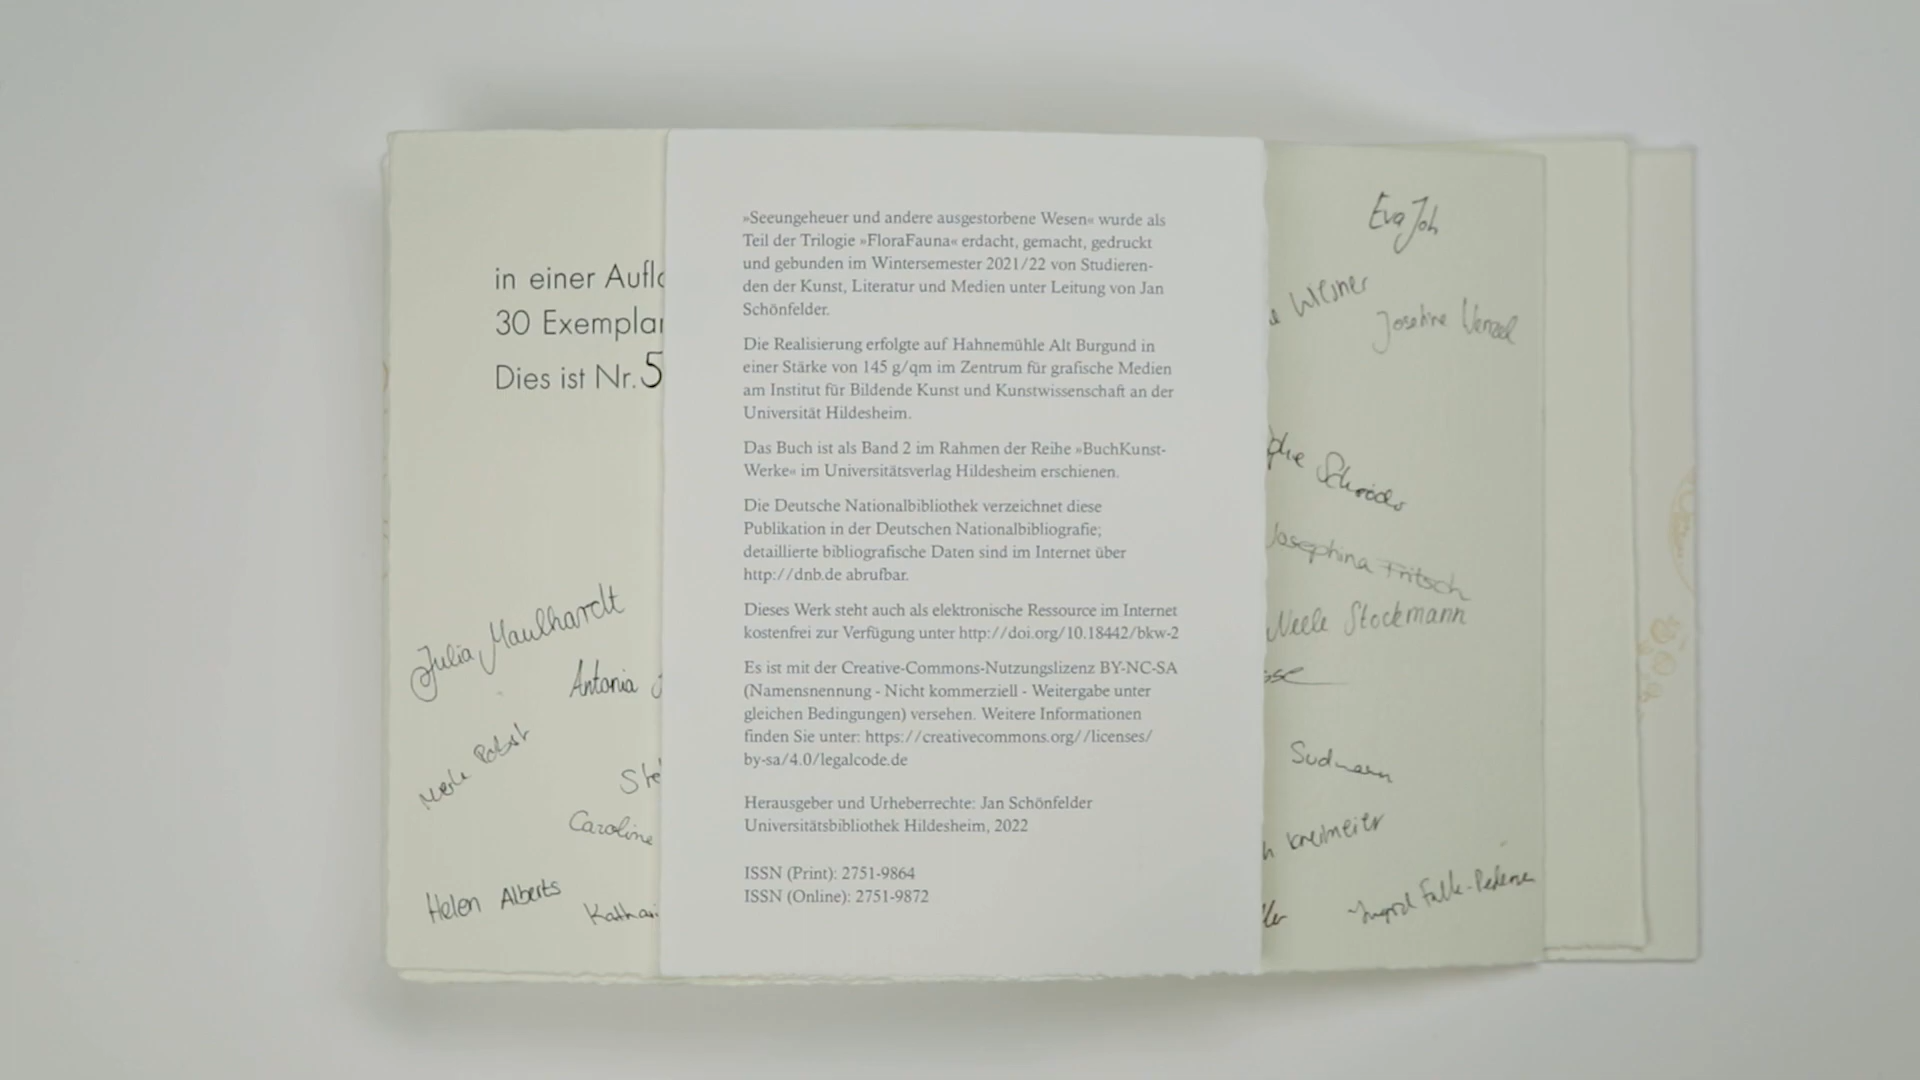 in einer
30
Dies ist Nr. 5
Julia Maulhardt
Antonia
Merle Pabst
Caroline
Helen Alberts
»Seeungeheuer und andere ausgestorbene Wesen« wurde als
Teil der Trilogie »FloraFauna« erdacht, gemacht, gedruckt
und gebunden im Wintersemester 2021/22 von Studieren-
den der Kunst, Literatur und Medien unter Leitung von Jan
Schönfelder.
Die Realisierung erfolgte auf Hahnemühle Alt Burgund in
einer Stärke von 145 g/qm im Zentrum für grafische Medien
am Institut für Bildende Kunst und Kunstwissenschaft an der
Universität Hildesheim.
Das Buch ist als Band 2 im Rahmen der Reihe »BuchKunst-
Werke« im Universitätsverlag Hildesheim erschienen.
Die Deutsche Nationalbibliothek verzeichnet diese
Publikation in der Deutschen Nationalbibliografie;
detaillierte bibliografische Daten sind im Internet über
http://dnb.de abrufbar.
Dieses Werk steht auch als elektronische Ressource im Internet
kostenfrei zur Verfügung unter http://doi.org/10.18442/bkw-2
Es ist mit der Creative-Commons-Nutzungslizenz BY-NC-SA
(Namensnennung - Nicht kommerziell - Weitergabe unter
gleichen Bedingungen) versehen. Weitere Informationen
finden Sie unter: https://creativecommons.org//licenses/
by-sa/4.0/legalcode.de
Herausgeber und Urheberrechte: Jan Schönfelder
Universitätsbibliothek Hildesheim, 2022
ISSN (Print): 2751-9864
ISSN (Online): 2751-9872
Eva Joh
Wiesner
Josefine Wenzel
Schröder
Josephina Fritsch
Neele Stockmann
Sudmann
Kreilmeier
Ingrid Falk-